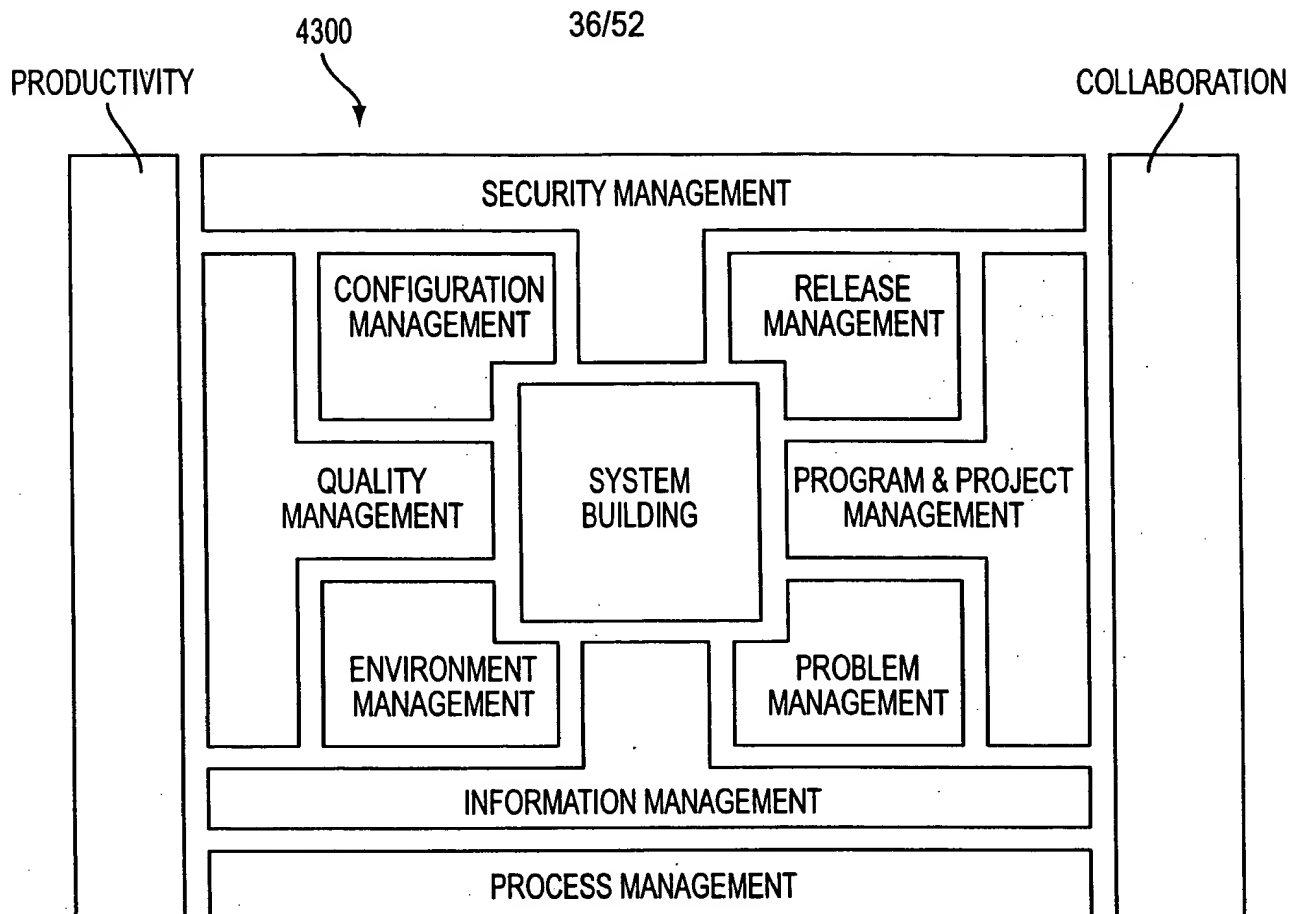 36/52
4300
PRODUCTIVITY
COLLABORATION
SECURITY MANAGEMENT
CONFIGURATION
MANAGEMENT
RELEASE
MANAGEMENT
QUALITY
MANAGEMENT
SYSTEM
BUILDING
PROGRAM & PROJECT
MANAGEMENT
ENVIRONMENT
MANAGEMENT
PROBLEM
MANAGEMENT
INFORMATION MANAGEMENT
PROCESS MANAGEMENT